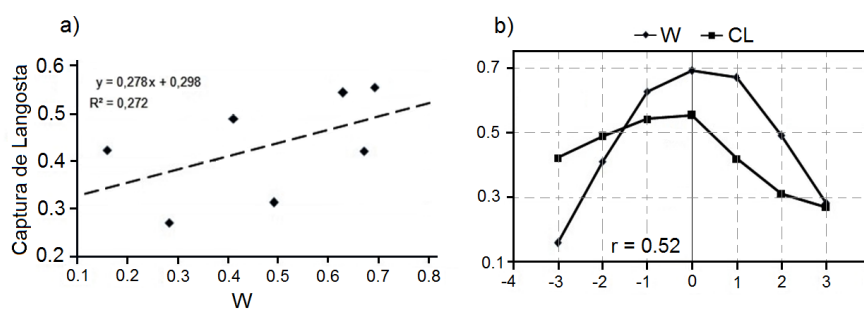 a)
y = 0,278x + 0,298
R² = 0,272
Captura de Langosta
0.6
0.5
0.4
0.3
0.2
0.1 0.2 0.3 0.4 0.5 0.6 0.7 0.8
W
b)
W CL
0.7
0.5
0.3
0.1
r = 0.52
-4 -3 -2 -1 0 1 2 3